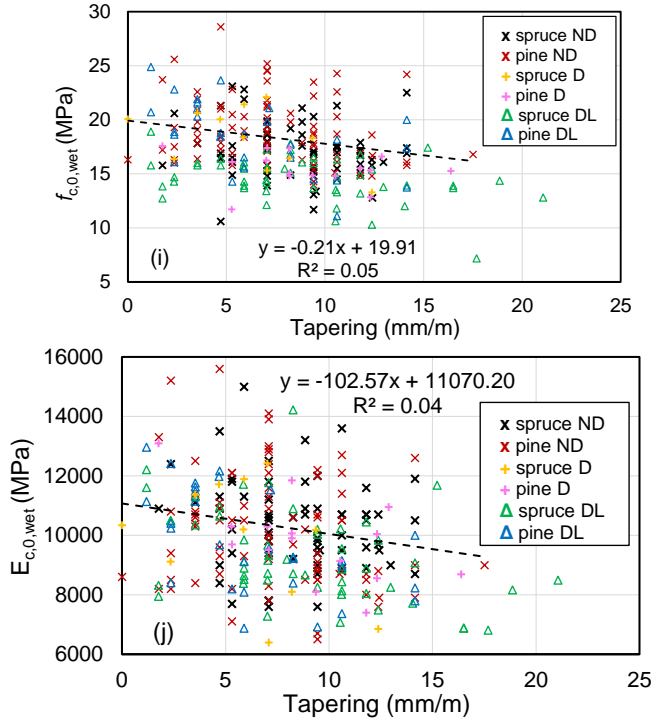 30
25
20
15
10
5
f c,0,wet (MPa)
spruce ND
pine ND
spruce D
pine D
spruce DL
pine DL
(i)
y = -0.21x + 19.91
R² = 0.05
0 5 10 15 20 25
Tapering (mm/m)
16000
14000
12000
10000
8000
6000
E c,0,wet (MPa)
y = -102.57x + 11070.20
R² = 0.04
spruce ND
pine ND
spruce D
pine D
spruce DL
pine DL
(j)
0 5 10 15 20 25
Tapering (mm/m)